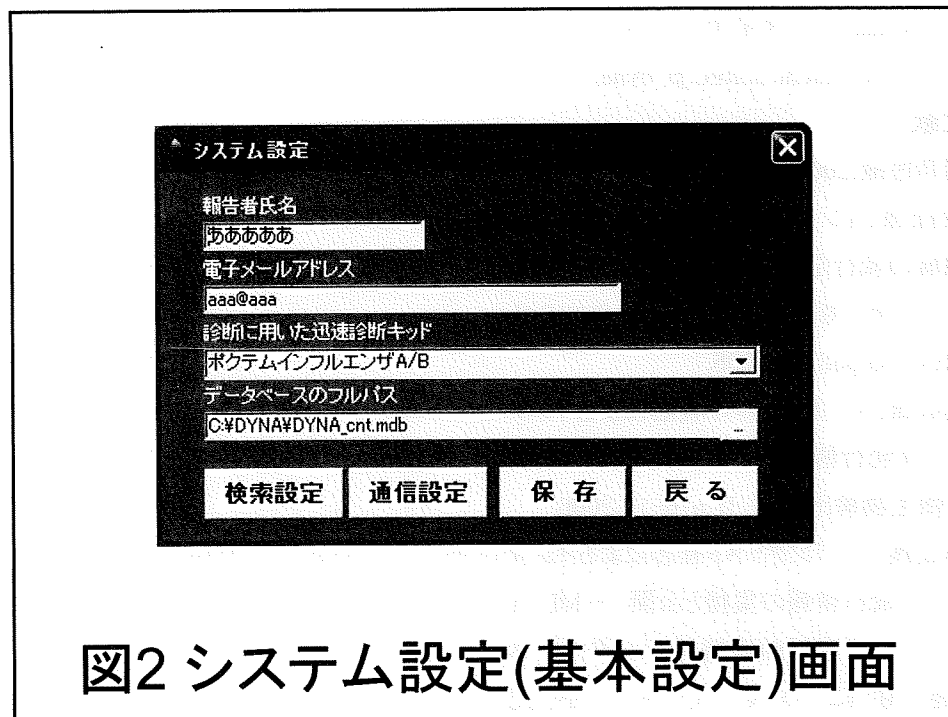 システム設定
報告者氏名
あああああ
電子メールアドレス
aaa@aaa
診断に用いた迅速診断キッド
ポクテムインフルエンザA/B
データベースのフルパス
C:¥DYNA¥DYNA_cnt.mdb
...
検索設定 通信設定 保 存 戻 る
図2 システム設定(基本設定)画面